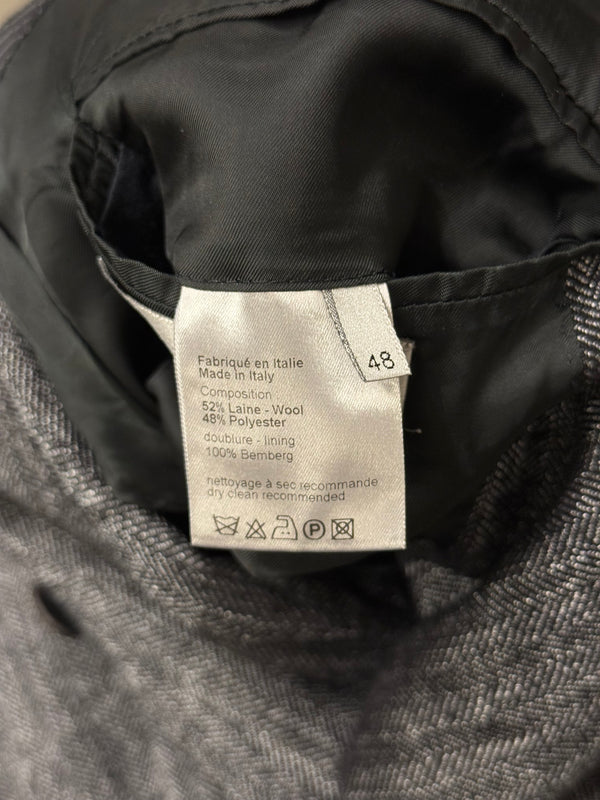 48
Fabriqué en Italie
Made in Italy
Composition
52% Laine - Wool
48% Polyester
doublure - lining
100% Bemberg
nettoyage à sec recommande
dry clean recommended
P